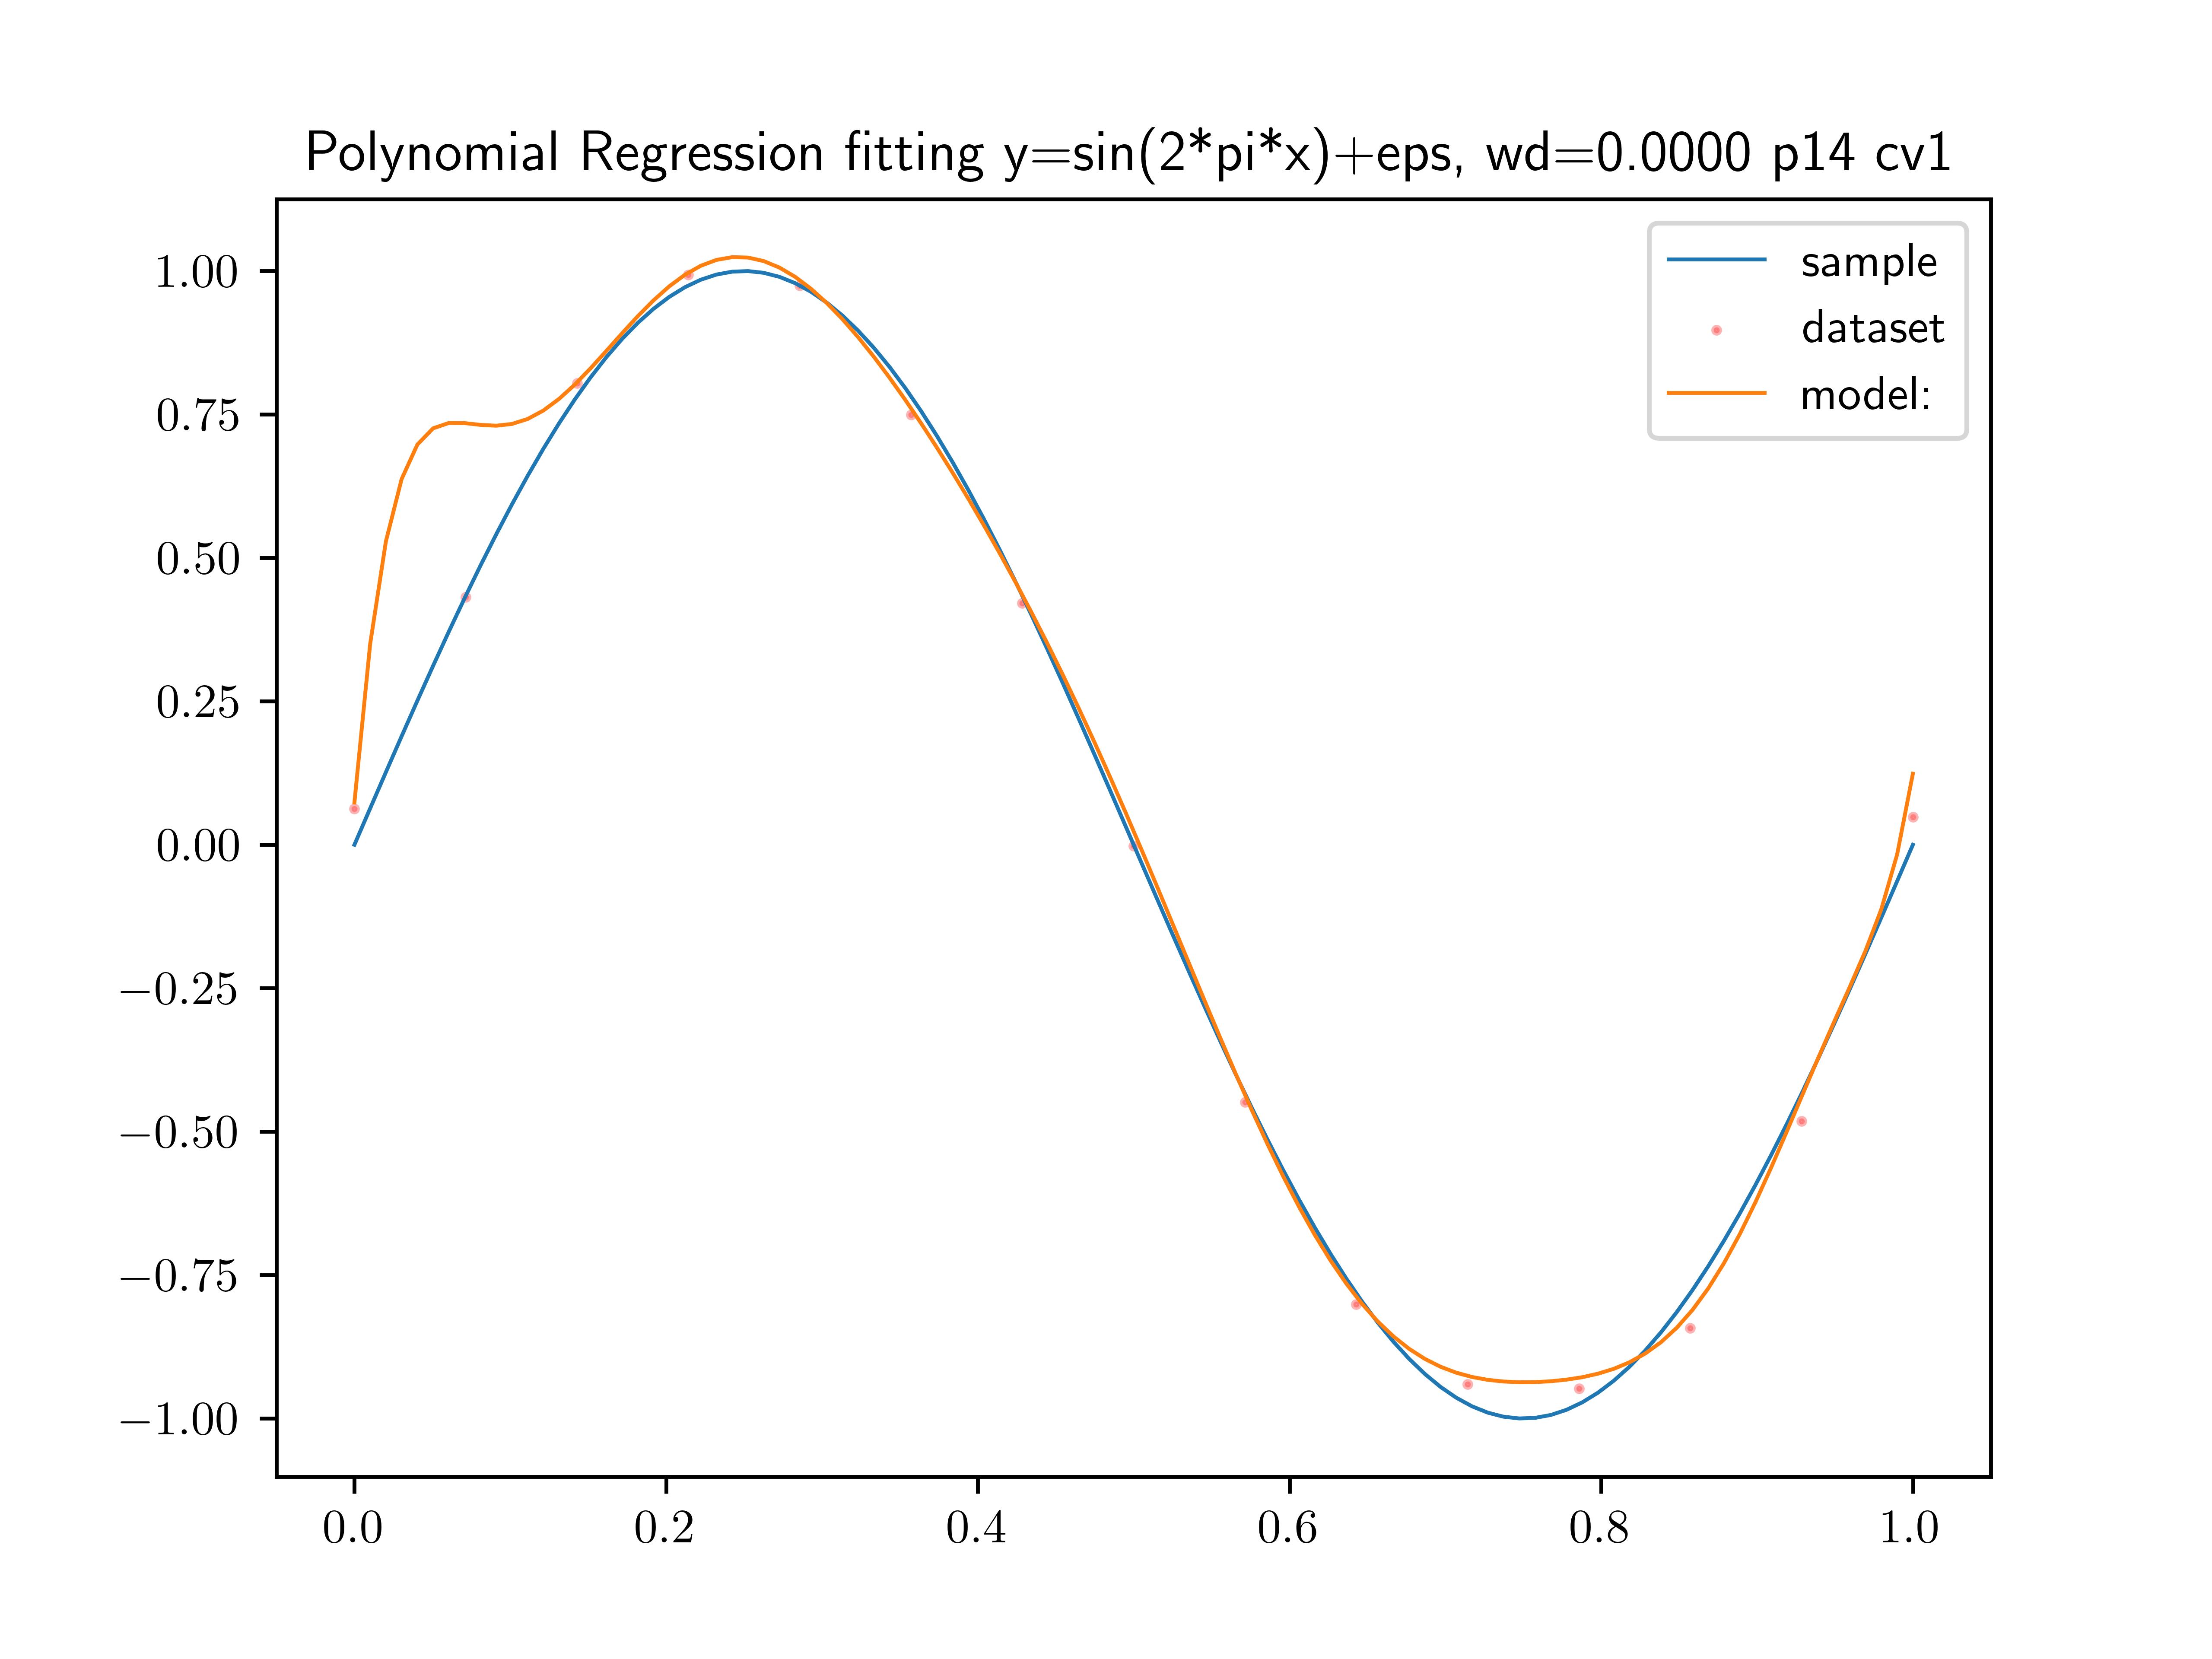 Polynomial Regression fitting y=sin(2*pi*x)+eps, wd=0.0000 p14 cv1
sample
dataset
model:
1.00
0.75
0.50
0.25
0.00
−0.25
−0.50
−0.75
−1.00
0.0 0.2 0.4 0.6 0.8 1.0